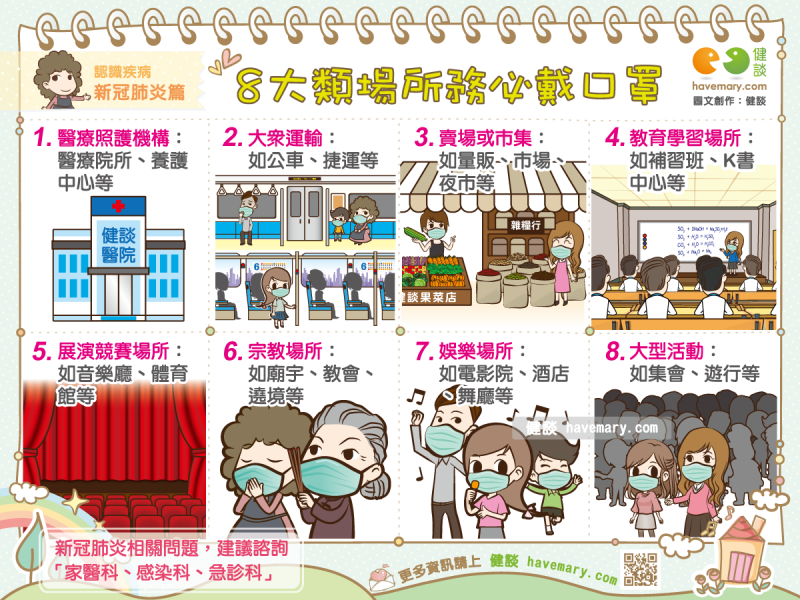 認識疾病
新冠肺炎篇
8大類場所務必戴口罩
健談
havemary.com
圖文創作：健談
1. 醫療照護機構：
醫療院所、養護
中心等
健談
醫院
2. 大眾運輸：
如公車、捷運等
3. 賣場或市集：
如量販、市場、
夜市等
雜糧行
健談果菜店
4. 教育學習場所：
如補習班、K書
中心等
5. 展演競賽場所：
如音樂廳、體育
館等
6. 宗教場所：
如廟宇、教會、
遶境等
7. 娛樂場所：
如電影院、酒店
、舞廳等
8. 大型活動：
如集會、遊行等
健談 havemary.com
新冠肺炎相關問題，建議諮詢
「家醫科、感染科、急診科」
更多資訊請上 健談 havemary.com